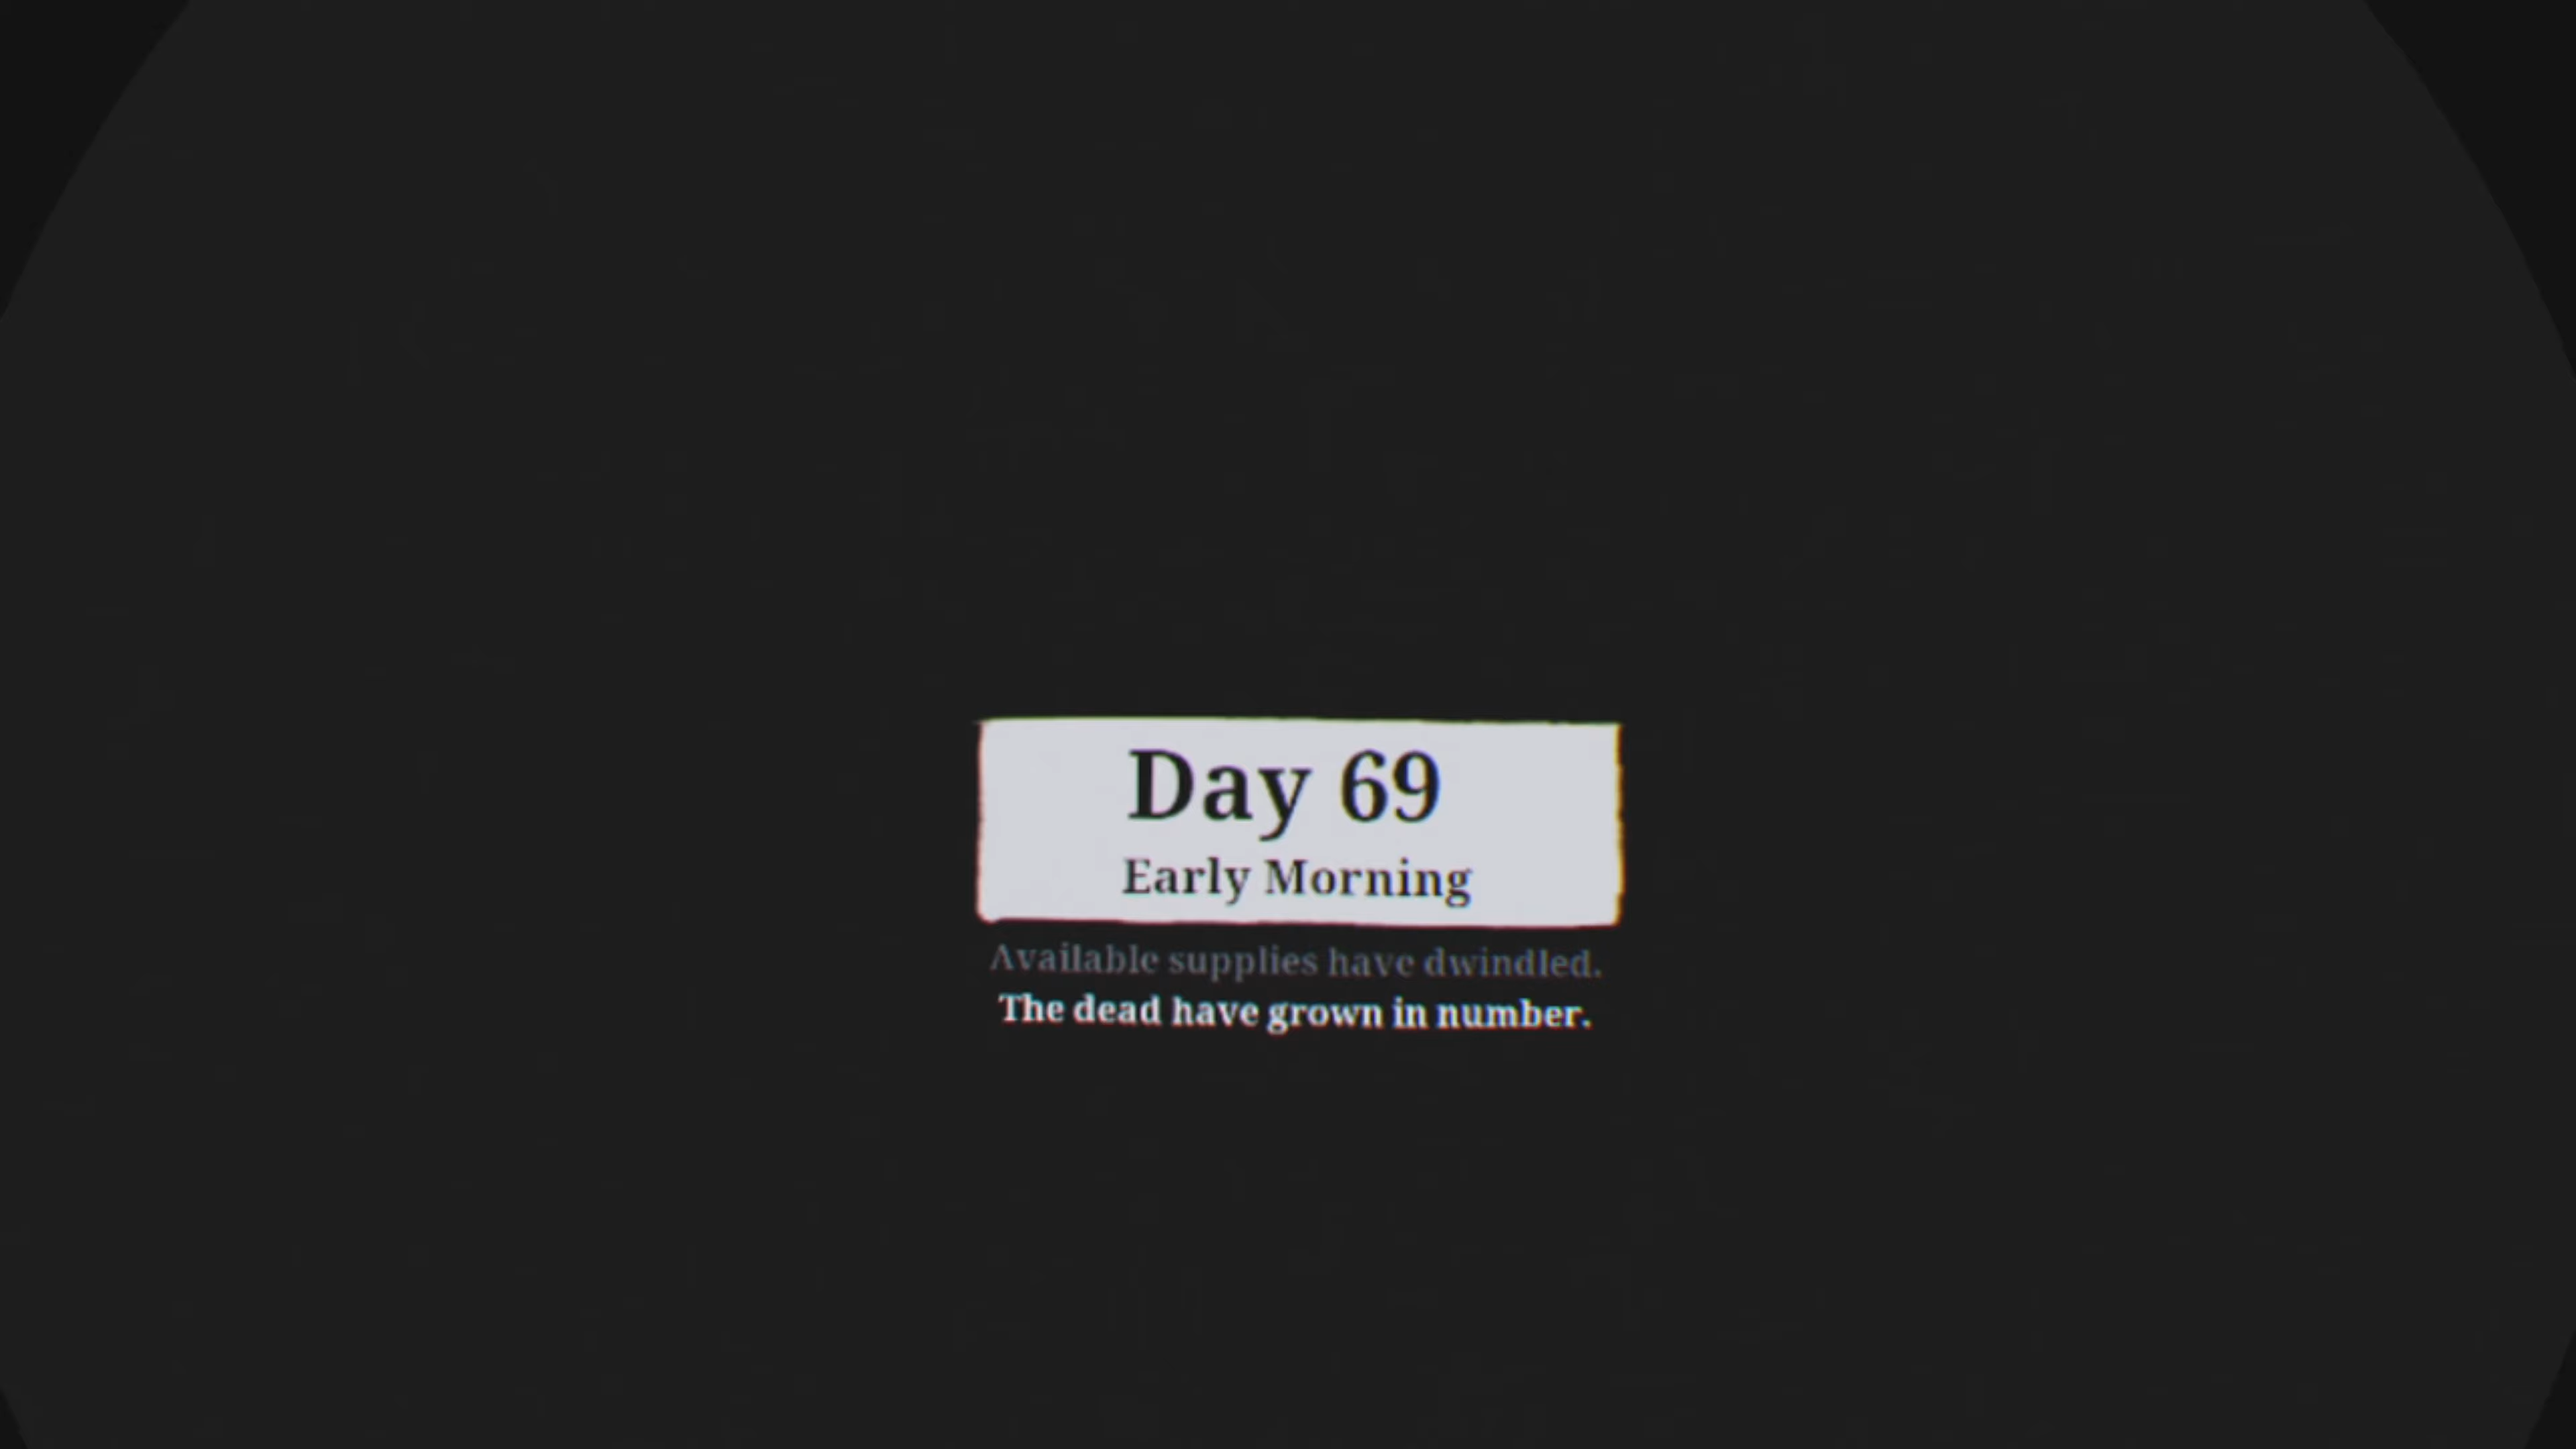 Day 69
Early Morning
Available supplies have dwindled.
The dead have grown in number.